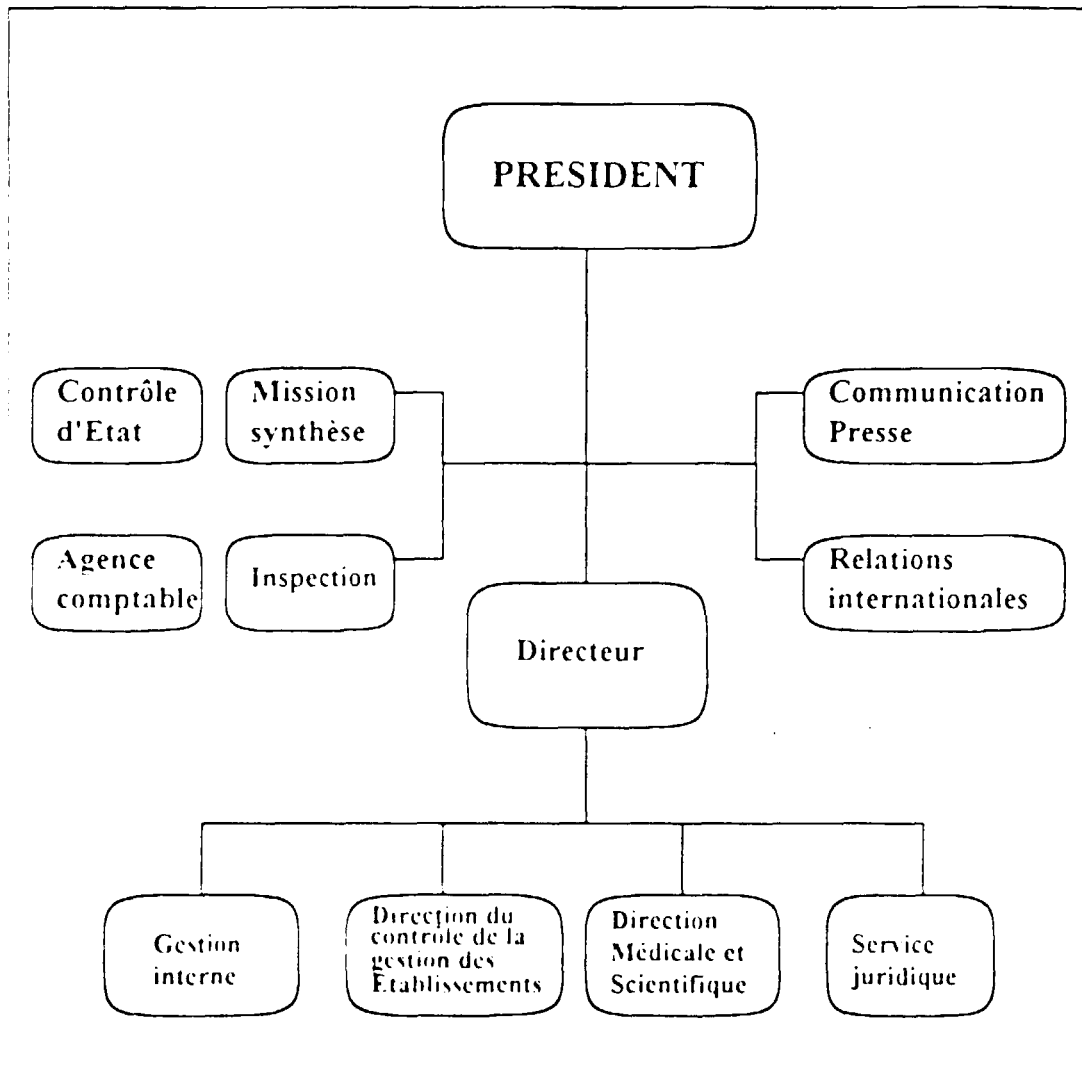 PRESIDENT
Contrôle
d'Etat
Mission
synthèse
Communication
Presse
Agence
comptable
Inspection
Relations
internationales
Directeur
Gestion
interne
Direction du
contrôle de la
gestion des
Etablissements
Direction
Médicale et
Scientifique
Service
juridique